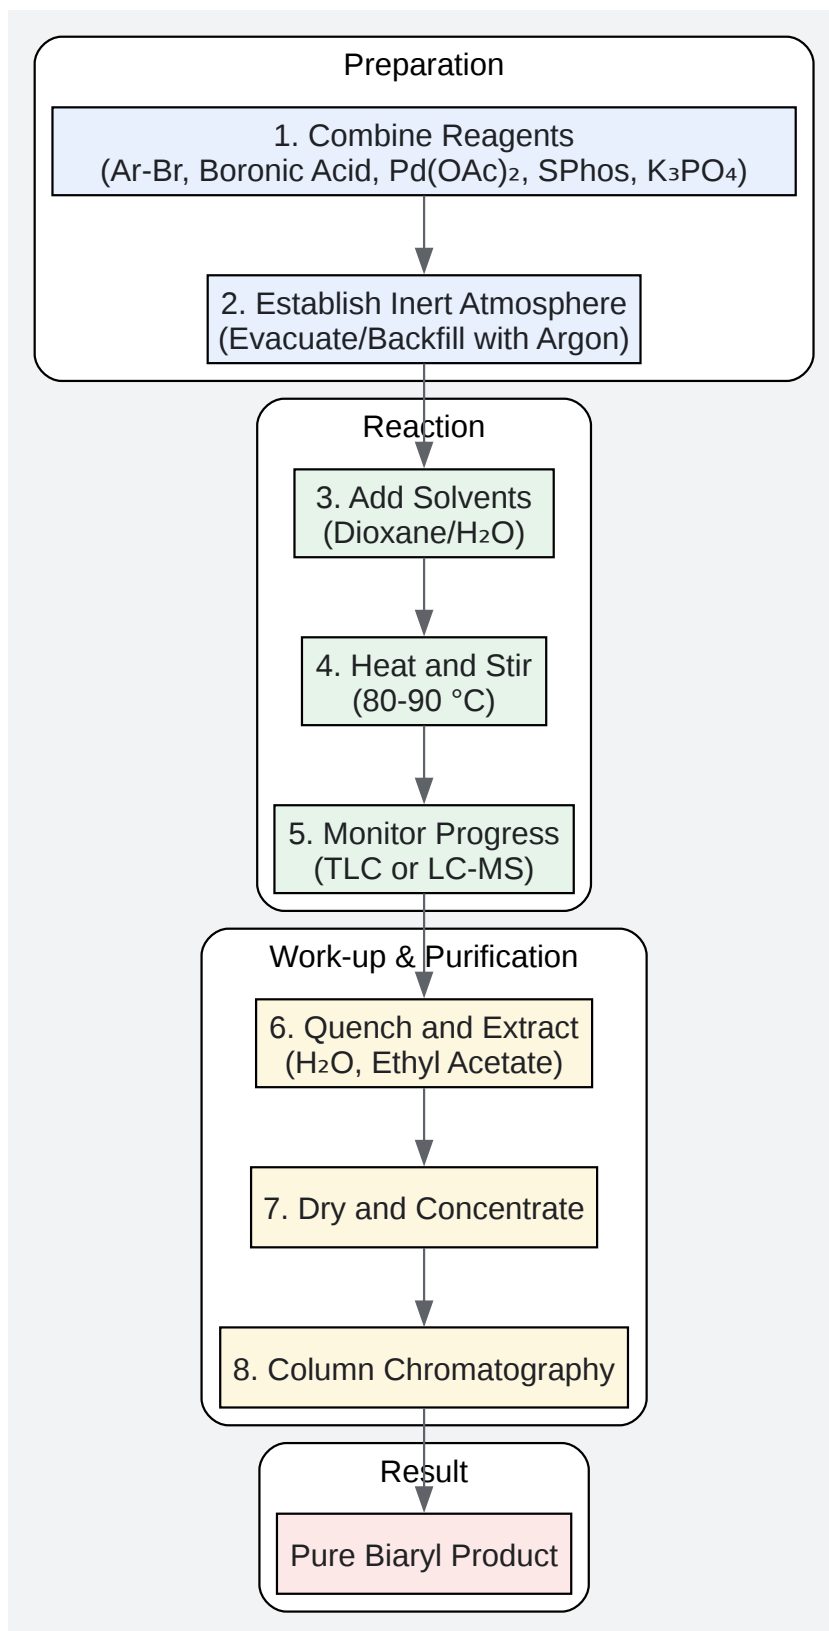 Preparation
1. Combine Reagents
(Ar-Br, Boronic Acid, Pd(OAc)₂, SPhos, K₃PO₄)
2. Establish Inert Atmosphere
(Evacuate/Backfill with Argon)
Reaction
3. Add Solvents
(Dioxane/H₂O)
4. Heat and Stir
(80-90 °C)
5. Monitor Progress
(TLC or LC-MS)
Work-up & Purification
6. Quench and Extract
(H₂O, Ethyl Acetate)
7. Dry and Concentrate
8. Column Chromatography
Result
Pure Biaryl Product